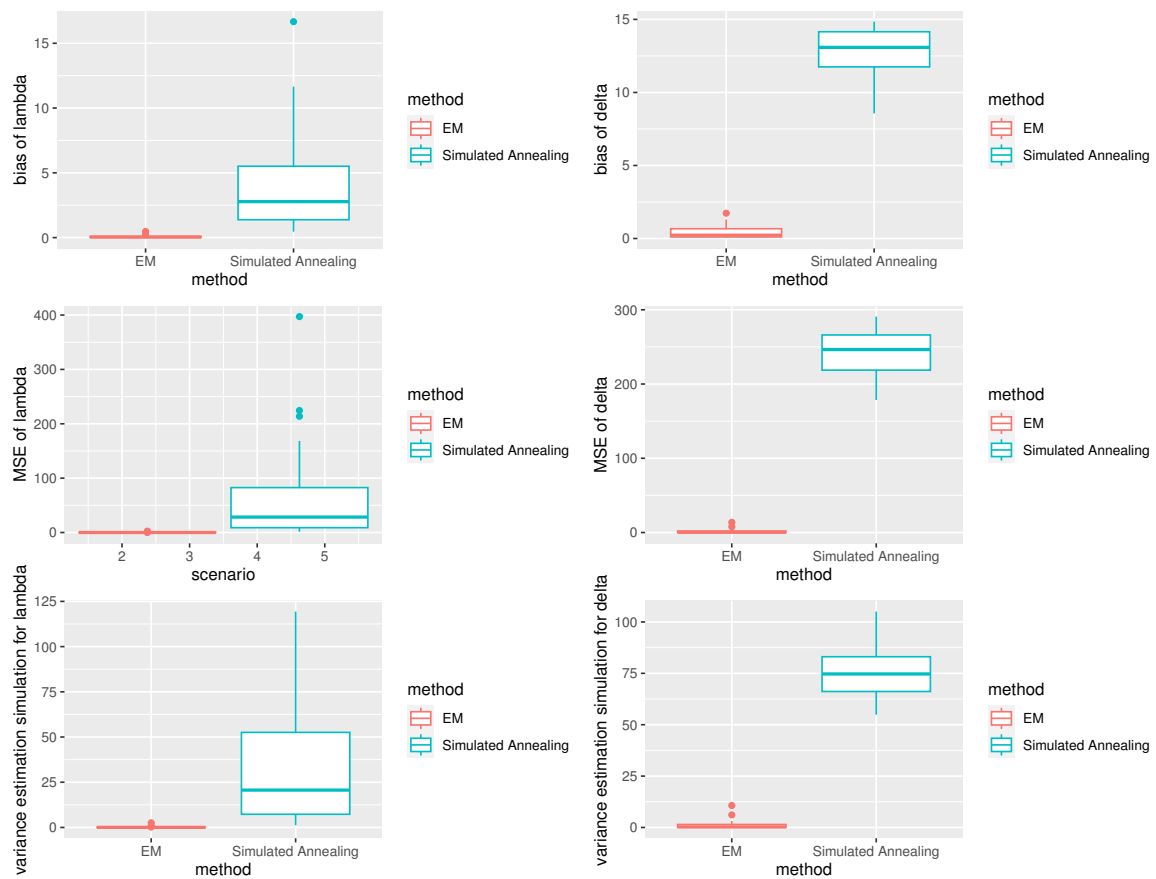 bias of lambda
15
10
5
0
EM
Simulated Annealing
method
method
EM
Simulated Annealing
bias of delta
15
10
5
0
EM
Simulated Annealing
method
method
EM
Simulated Annealing
MSE of lambda
400
300
200
100
0
2
3
4
5
scenario
method
EM
Simulated Annealing
MSE of delta
300
200
100
0
EM
Simulated Annealing
method
method
EM
Simulated Annealing
variance estimation simulation for lambda
125
100
75
50
25
0
EM
Simulated Annealing
method
method
EM
Simulated Annealing
variance estimation simulation for delta
100
75
50
25
0
EM
Simulated Annealing
method
method
EM
Simulated Annealing